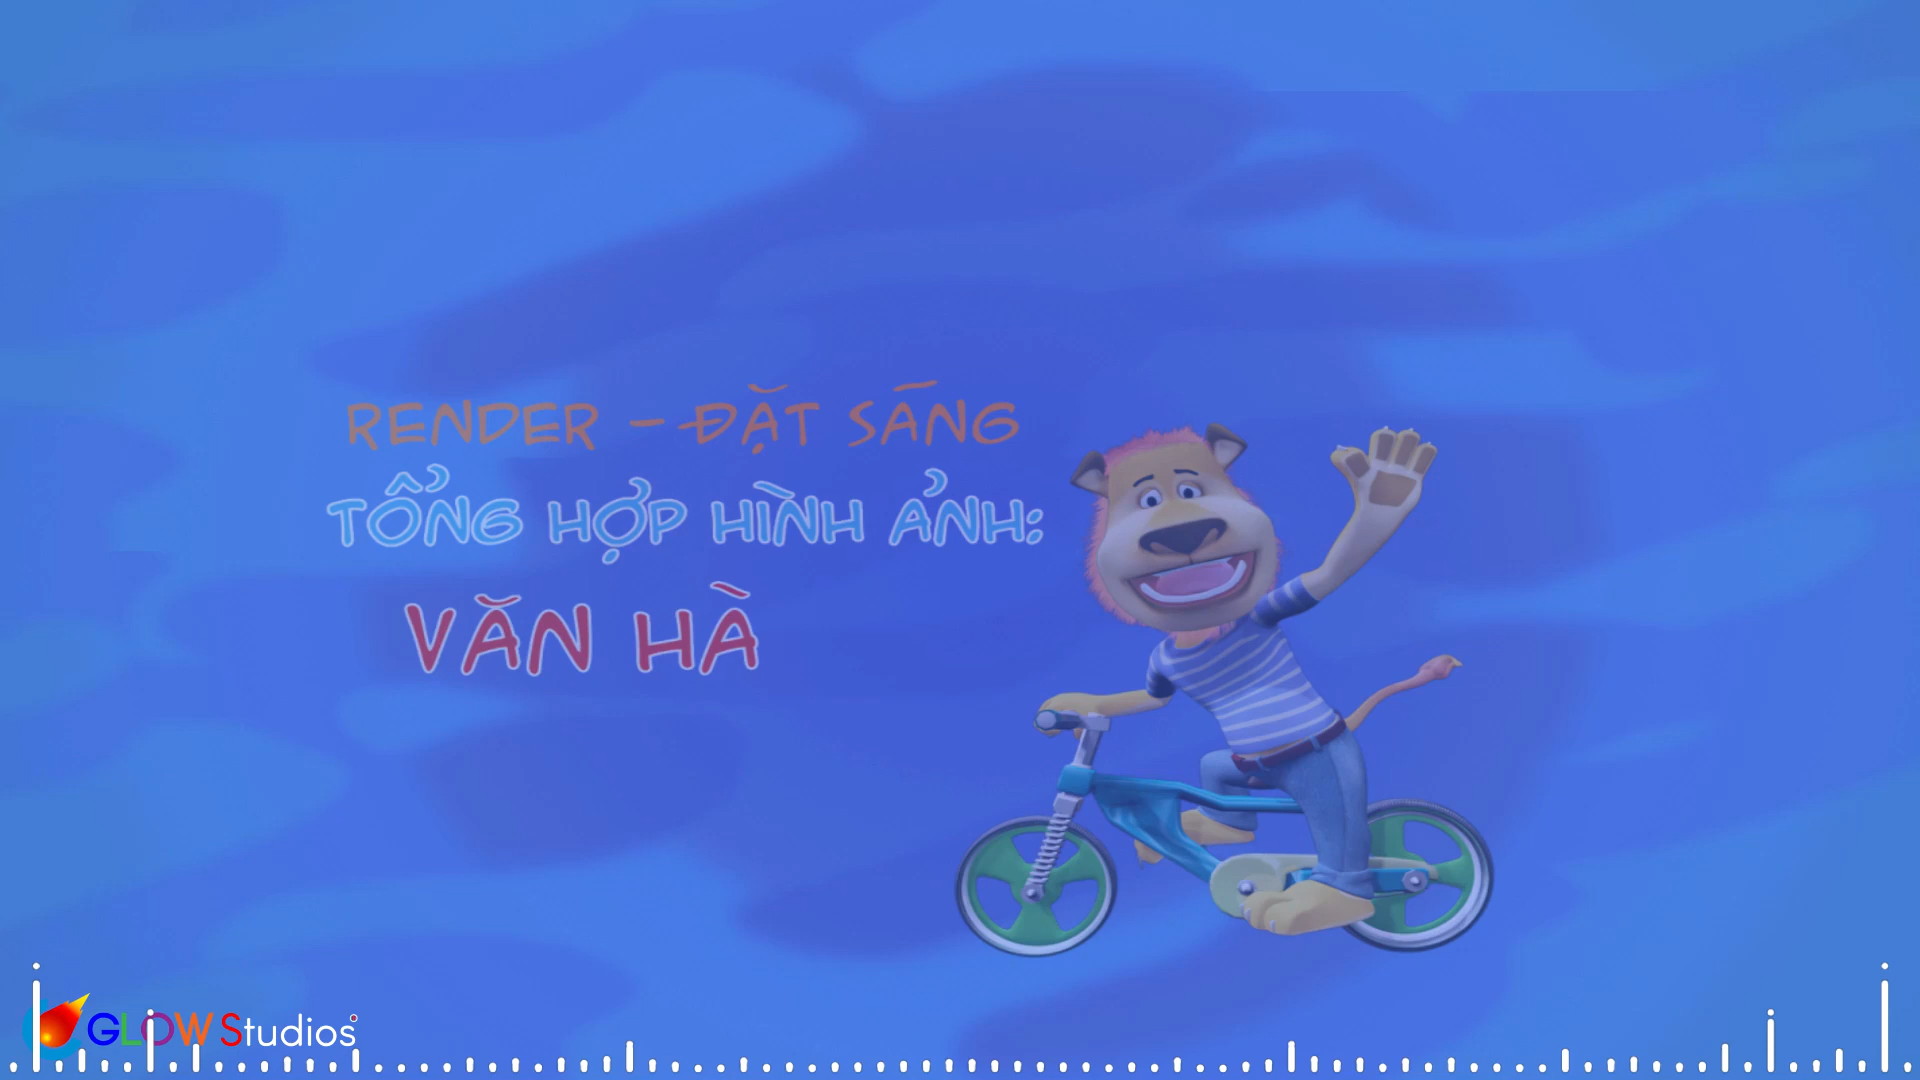 RENDER - ĐẶT SÁNG
TỔNG HỢP HÌNH ẢNH:
VĂN HÀ
GLOW Studios